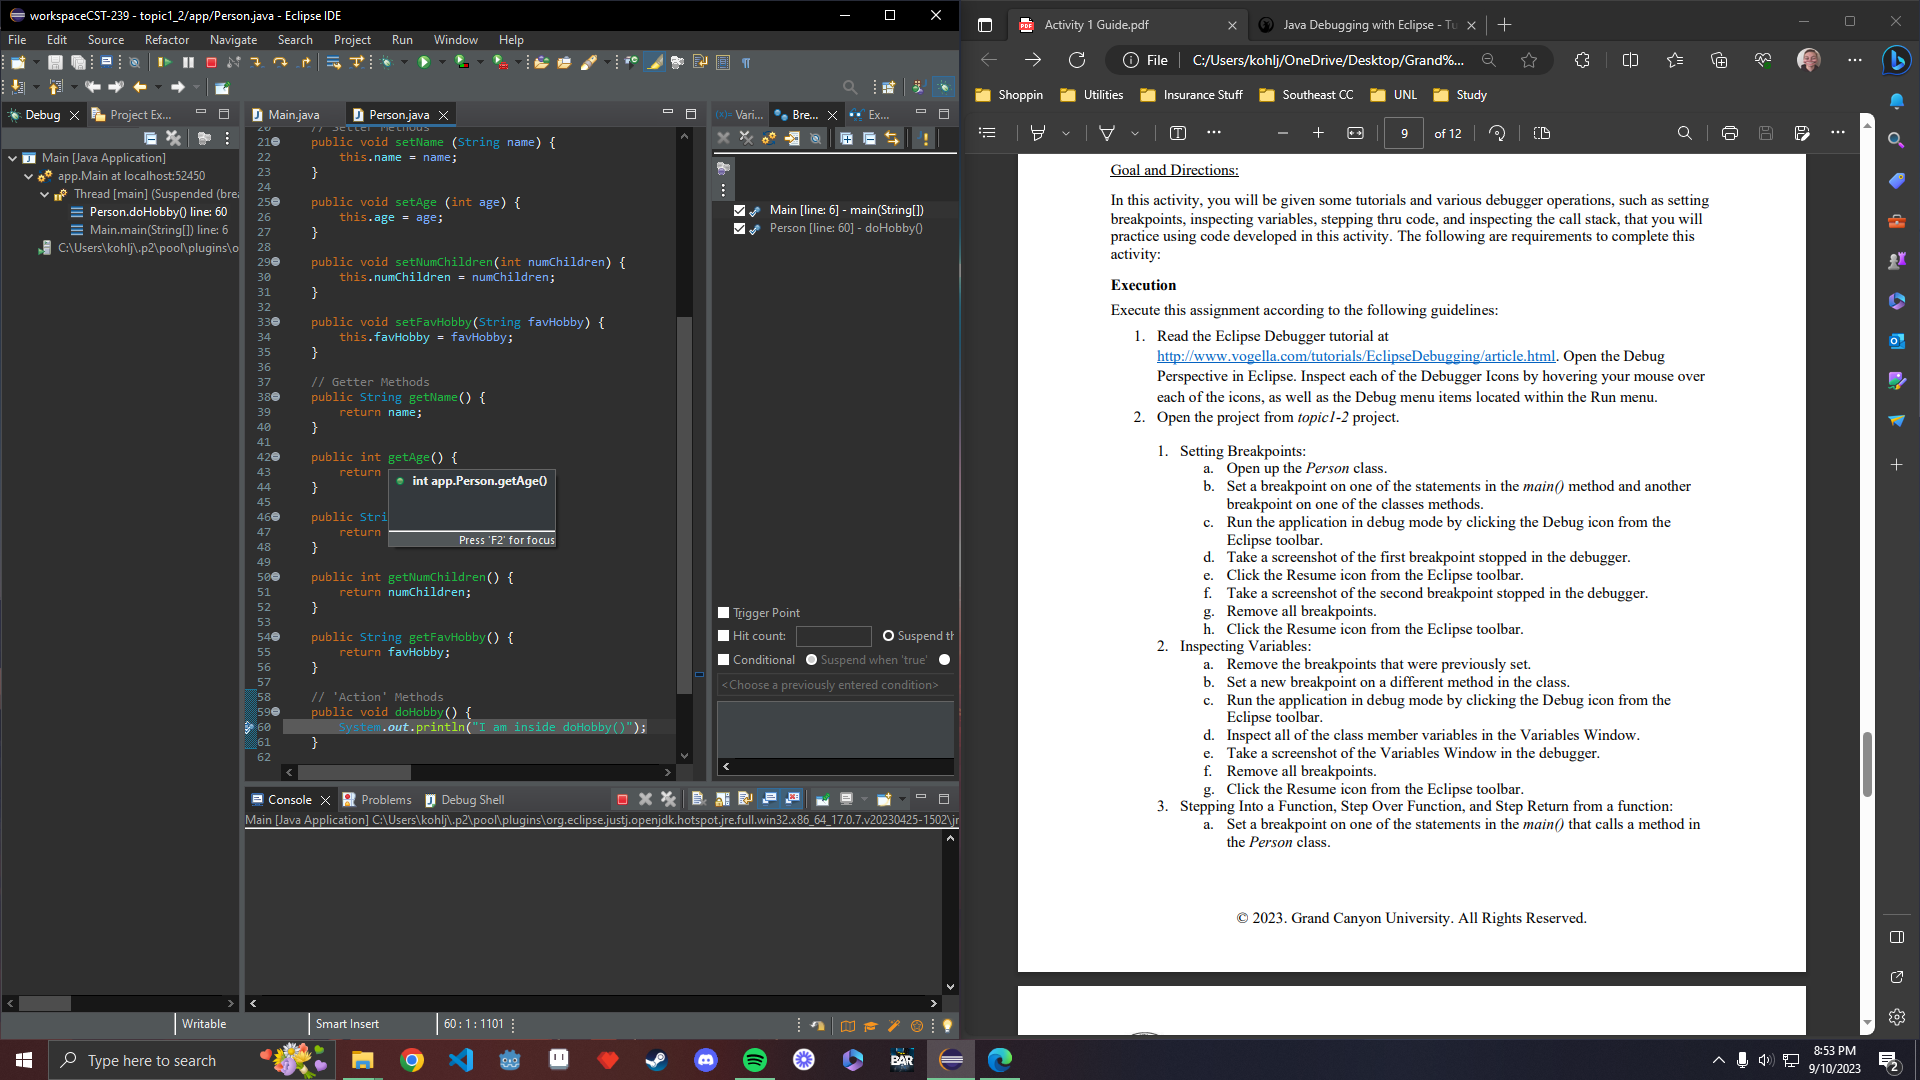 workspaceCST-239 - topic1_2/app/Person.java - Eclipse IDE
File Edit Source Refactor Navigate Search Project Run Window Help
Debug Project Ex...
Main [Java Application]
app.Main at localhost:52450
Thread [main] (Suspended (brea
Person.doHobby() line: 60
Main.main(String[]) line: 6
C:\Users\kohlj\.p2\pool\plugins\o
Main.java Person.java
20 // Setter Methods
21 public void setName (String name) {
22 this.name = name;
23 }
24
25 public void setAge (int age) {
26 this.age = age;
27 }
28
29 public void setNumChildren(int numChildren) {
30 this.numChildren = numChildren;
31 }
32
33 public void setFavHobby(String favHobby) {
34 this.favHobby = favHobby;
35 }
36
37 // Getter Methods
38 public String getName() {
39 return name;
40 }
41
42 public int getAge() {
43 return
44 }
45
46 public Stri
47 return
48 }
49
50 public int getNumChildren() {
51 return numChildren;
52 }
53
54 public String getFavHobby() {
55 return favHobby;
56 }
57
58 // 'Action' Methods
59 public void doHobby() {
60 System.out.println("I am inside doHobby()");
61 }
62
int app.Person.getAge()
Press 'F2' for focus
Vari... Bre... Ex...
Main [line: 6] - main(String[])
Person [line: 60] - doHobby()
Trigger Point
Hit count: Suspend th
Conditional Suspend when 'true'
<Choose a previously entered condition>
Console Problems Debug Shell
Main [Java Application] C:\Users\kohlj\.p2\pool\plugins\org.eclipse.justj.openjdk.hotspot.jre.full.win32.x86_64_17.0.7.v20230425-1502\jr
Writable Smart Insert 60 : 1 : 1101
Activity 1 Guide.pdf Java Debugging with Eclipse - Tu
File C:/Users/kohlj/OneDrive/Desktop/Grand%...
Shoppin Utilities Insurance Stuff Southeast CC UNL Study
9 of 12
Goal and Directions:
In this activity, you will be given some tutorials and various debugger operations, such as setting
breakpoints, inspecting variables, stepping thru code, and inspecting the call stack, that you will
practice using code developed in this activity. The following are requirements to complete this
activity:
Execution
Execute this assignment according to the following guidelines:
1. Read the Eclipse Debugger tutorial at
http://www.vogella.com/tutorials/EclipseDebugging/article.html. Open the Debug
Perspective in Eclipse. Inspect each of the Debugger Icons by hovering your mouse over
each of the icons, as well as the Debug menu items located within the Run menu.
2. Open the project from topic1-2 project.
1. Setting Breakpoints:
a. Open up the Person class.
b. Set a breakpoint on one of the statements in the main() method and another
breakpoint on one of the classes methods.
c. Run the application in debug mode by clicking the Debug icon from the
Eclipse toolbar.
d. Take a screenshot of the first breakpoint stopped in the debugger.
e. Click the Resume icon from the Eclipse toolbar.
f. Take a screenshot of the second breakpoint stopped in the debugger.
g. Remove all breakpoints.
h. Click the Resume icon from the Eclipse toolbar.
2. Inspecting Variables:
a. Remove the breakpoints that were previously set.
b. Set a new breakpoint on a different method in the class.
c. Run the application in debug mode by clicking the Debug icon from the
Eclipse toolbar.
d. Inspect all of the class member variables in the Variables Window.
e. Take a screenshot of the Variables Window in the debugger.
f. Remove all breakpoints.
g. Click the Resume icon from the Eclipse toolbar.
3. Stepping Into a Function, Step Over Function, and Step Return from a function:
a. Set a breakpoint on one of the statements in the main() that calls a method in
the Person class.
© 2023. Grand Canyon University. All Rights Reserved.
Type here to search
BAR
8:53 PM
9/10/2023
2